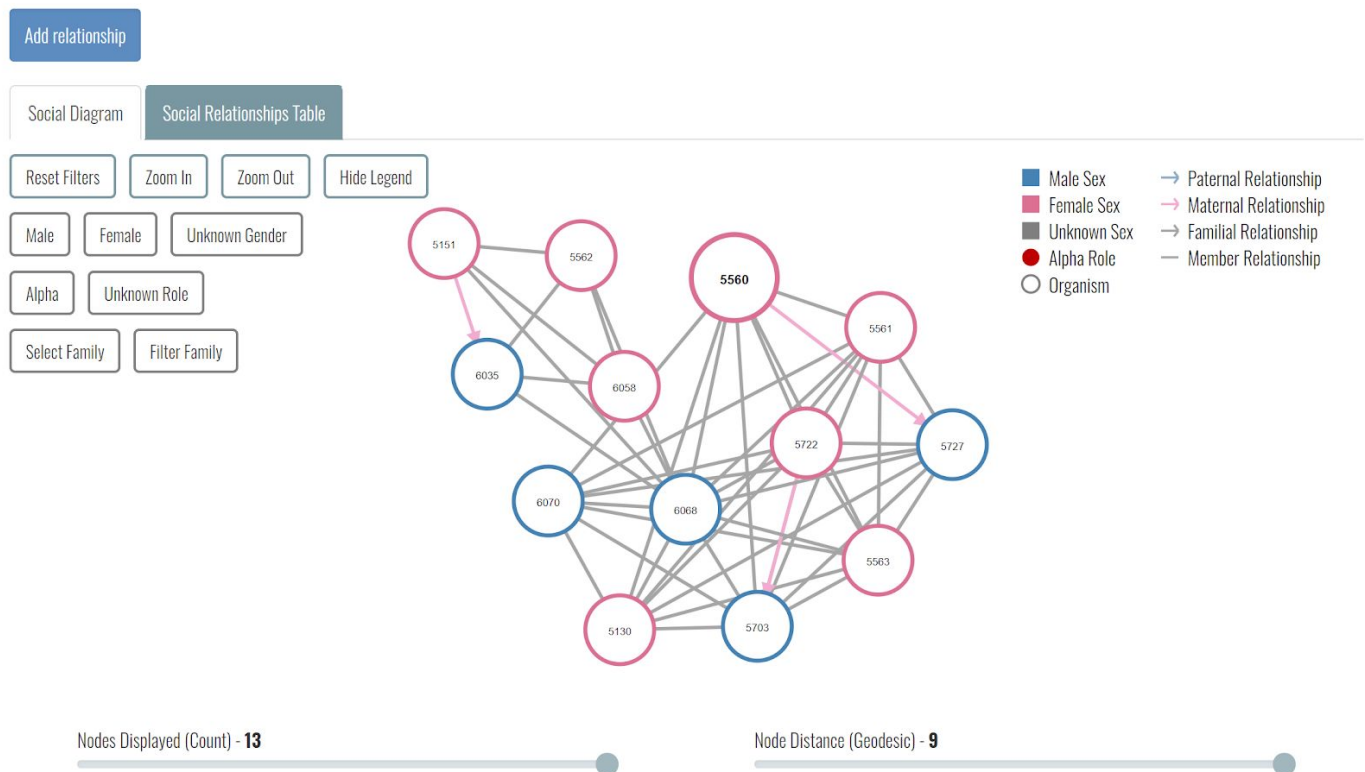 Add relationship
Social Diagram
Social Relationships Table
Reset Filters
Zoom In
Zoom Out
Hide Legend
Male
Female
Unknown Gender
Alpha
Unknown Role
Select Family
Filter Family
Male Sex
Female Sex
Unknown Sex
Alpha Role
Organism
Paternal Relationship
Maternal Relationship
Familial Relationship
Member Relationship
5151
5562
5560
5561
6035
6058
5722
5727
6070
6068
5563
5130
5703
Nodes Displayed (Count) - 13
Node Distance (Geodesic) - 9